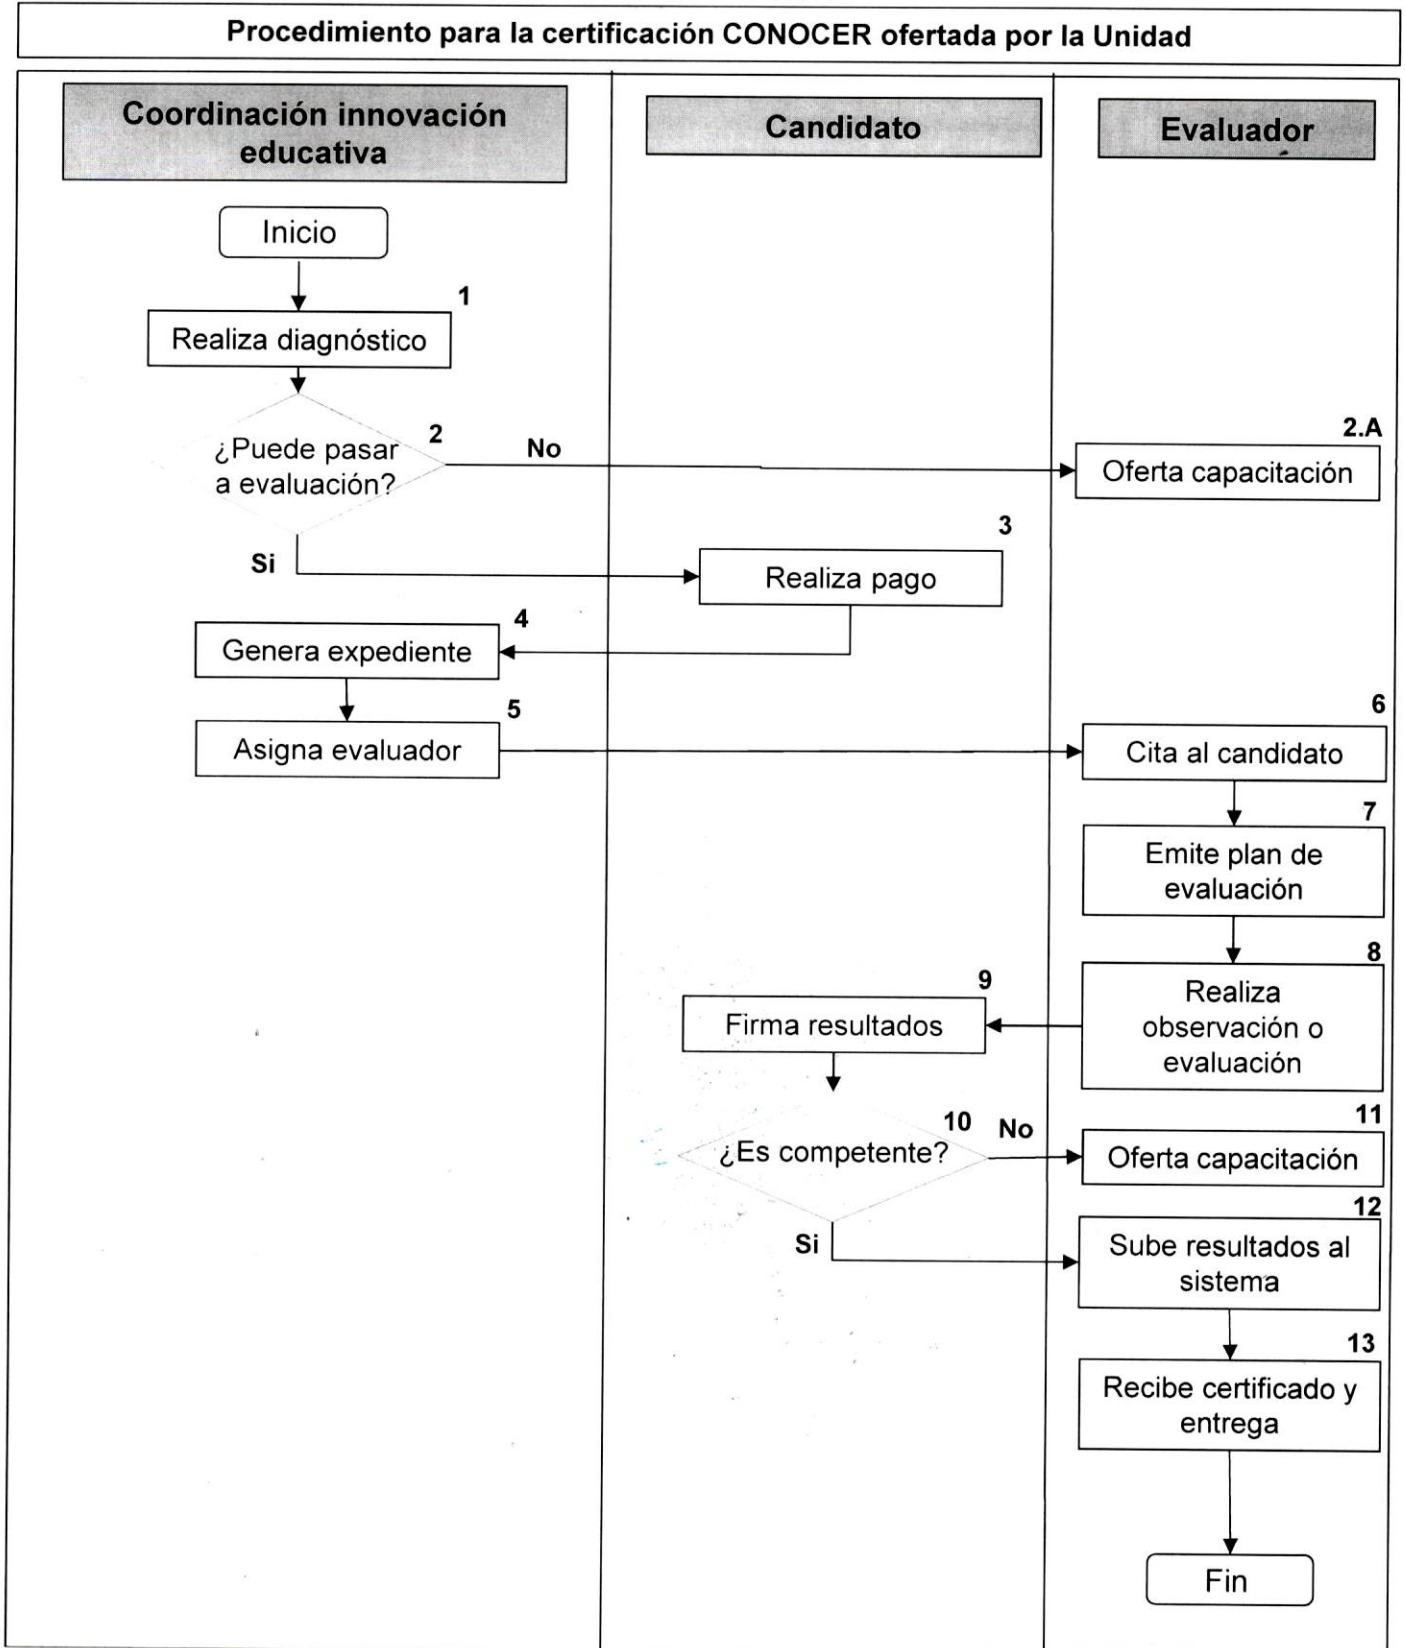 Procedimiento para la certificación CONOCER ofertada por la Unidad
Coordinación innovación
educativa
Candidato
Evaluador
Inicio
1
Realiza diagnóstico
2
¿Puede pasar
a evaluación?
No
2.A
Oferta capacitación
Si
3
Realiza pago
4
Genera expediente
5
Asigna evaluador
6
Cita al candidato
7
Emite plan de
evaluación
8
Realiza
observación o
evaluación
9
Firma resultados
10
¿Es competente?
No
11
Oferta capacitación
Si
12
Sube resultados al
sistema
13
Recibe certificado y
entrega
Fin